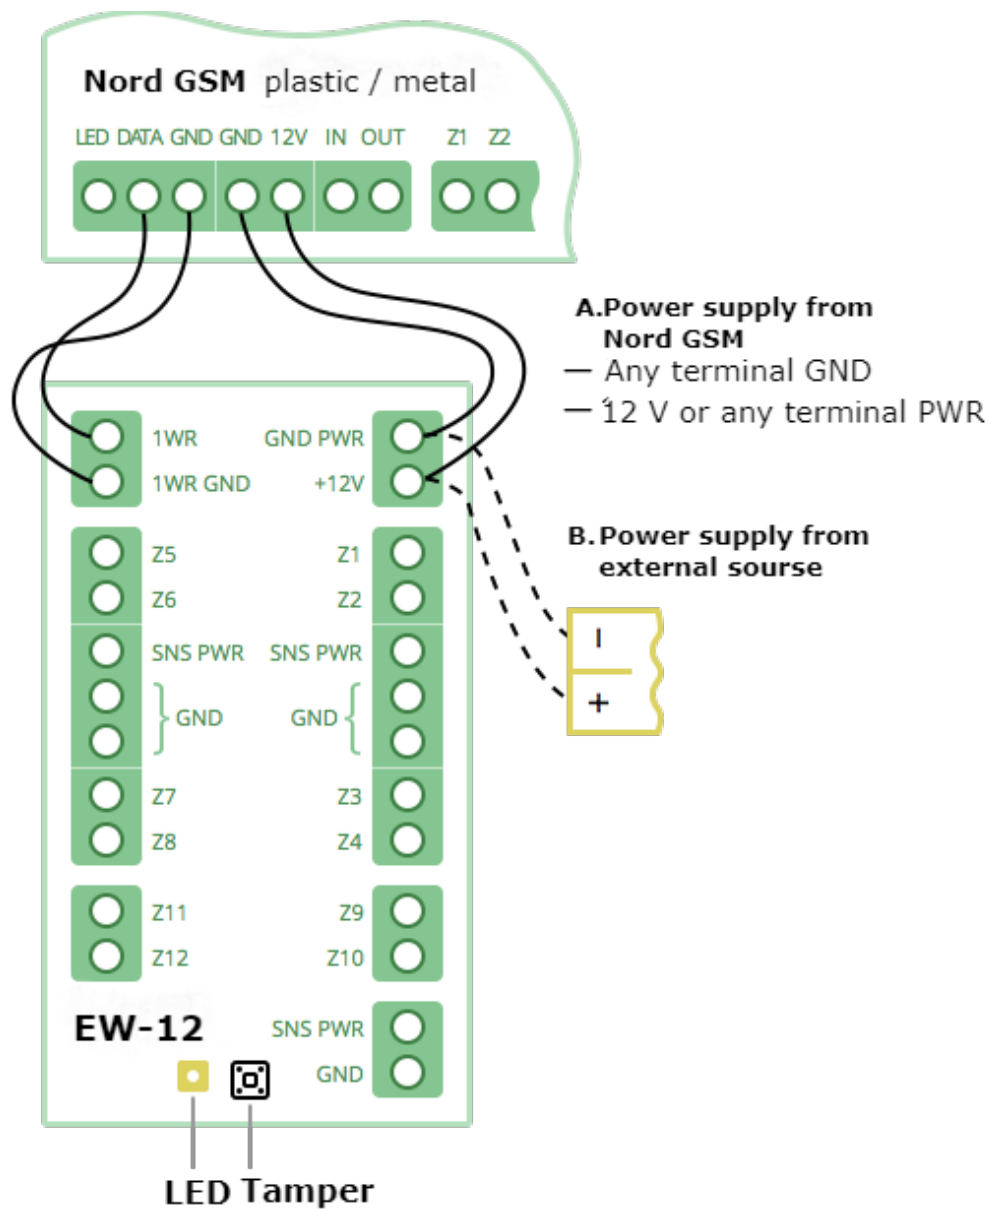 Nord GSM plastic / metal
LED DATA GND GND 12V IN OUT Z1 Z2
A.Power supply from
Nord GSM
— Any terminal GND
— 12 V or any terminal PWR
1WR GND PWR
1WR GND +12V
B. Power supply from
external sourse
Z5 Z1
Z6 Z2
–
SNS PWR SNS PWR
+
GND GND
Z7 Z3
Z8 Z4
Z11 Z9
Z12 Z10
EW-12 SNS PWR
GND
LED Tamper